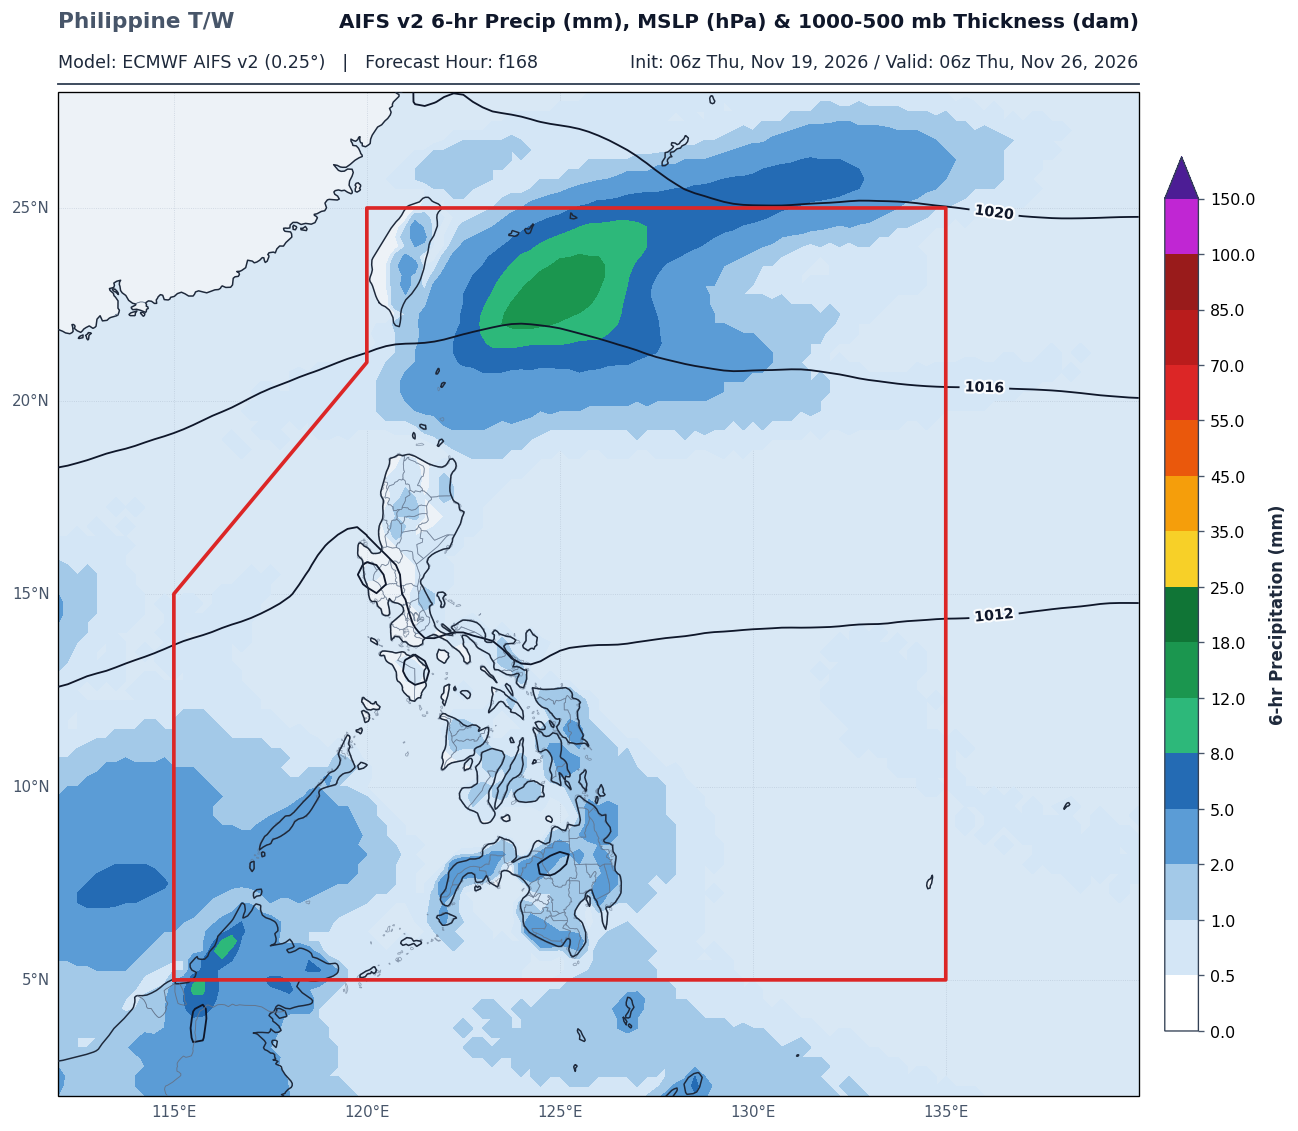 Philippine T/W
AIFS v2 6-hr Precip (mm), MSLP (hPa) & 1000-500 mb Thickness (dam)
Model: ECMWF AIFS v2 (0.25°) | Forecast Hour: f168
Init: 06z Thu, Nov 19, 2026 / Valid: 06z Thu, Nov 26, 2026
25°N
20°N
15°N
10°N
5°N
115°E
120°E
125°E
130°E
135°E
1020
1016
1012
150.0
100.0
85.0
70.0
55.0
45.0
35.0
25.0
18.0
12.0
8.0
5.0
2.0
1.0
0.5
0.0
6-hr Precipitation (mm)